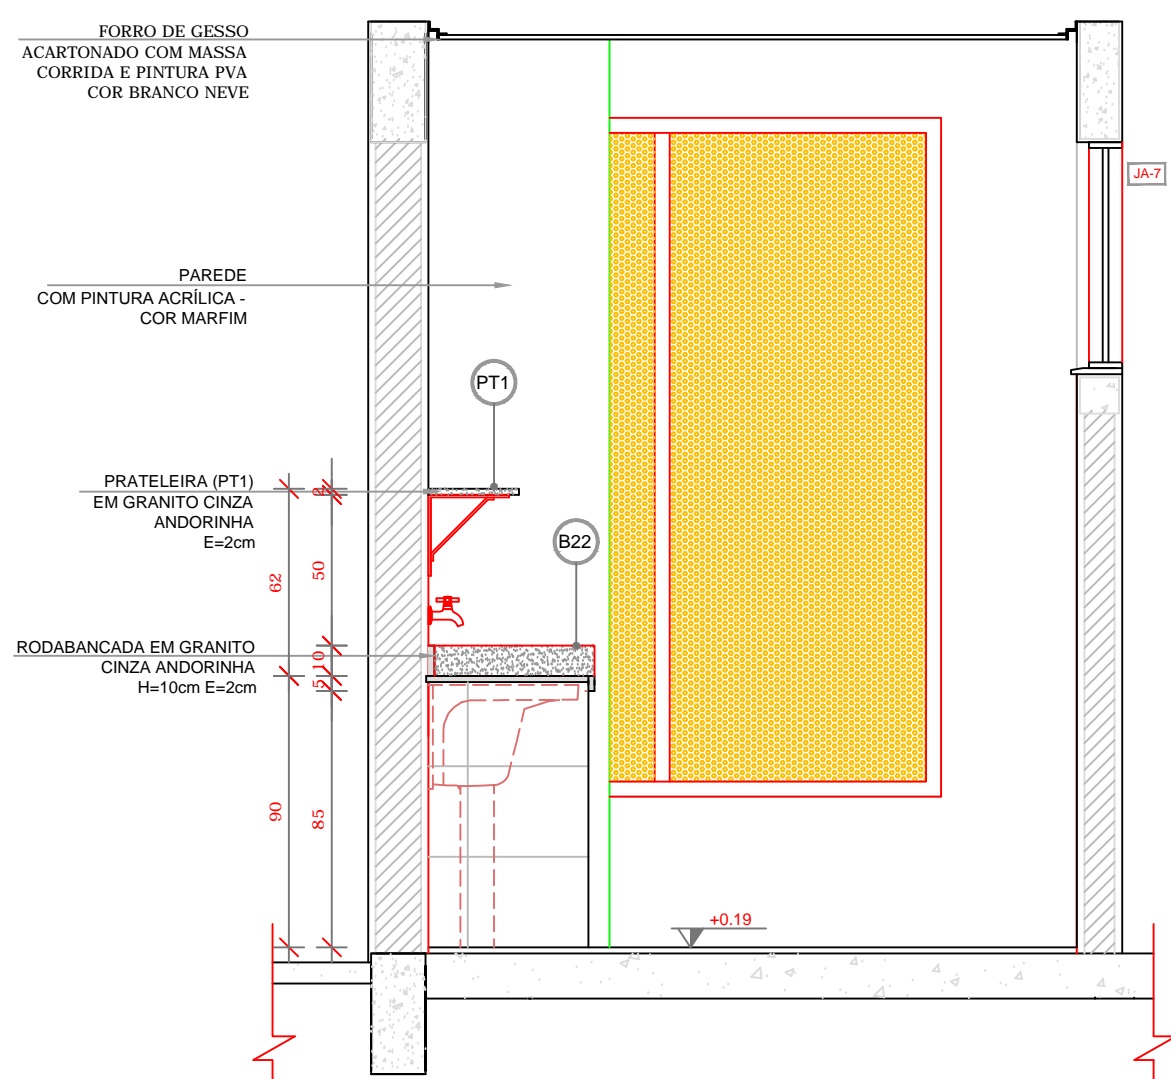 FORRO DE GESSO
ACARTONADO COM MASSA
CORRIDA E PINTURA PVA
COR BRANCO NEVE
JA-7
PAREDE
COM PINTURA ACRÍLICA -
COR MARFIM
PT1
PRATELEIRA (PT1)
EM GRANITO CINZA
ANDORINHA
E=2cm
2
B22
62
50
RODABANCADA EM GRANITO
CINZA ANDORINHA
H=10cm E=2cm
10
5
90
85
+0.19